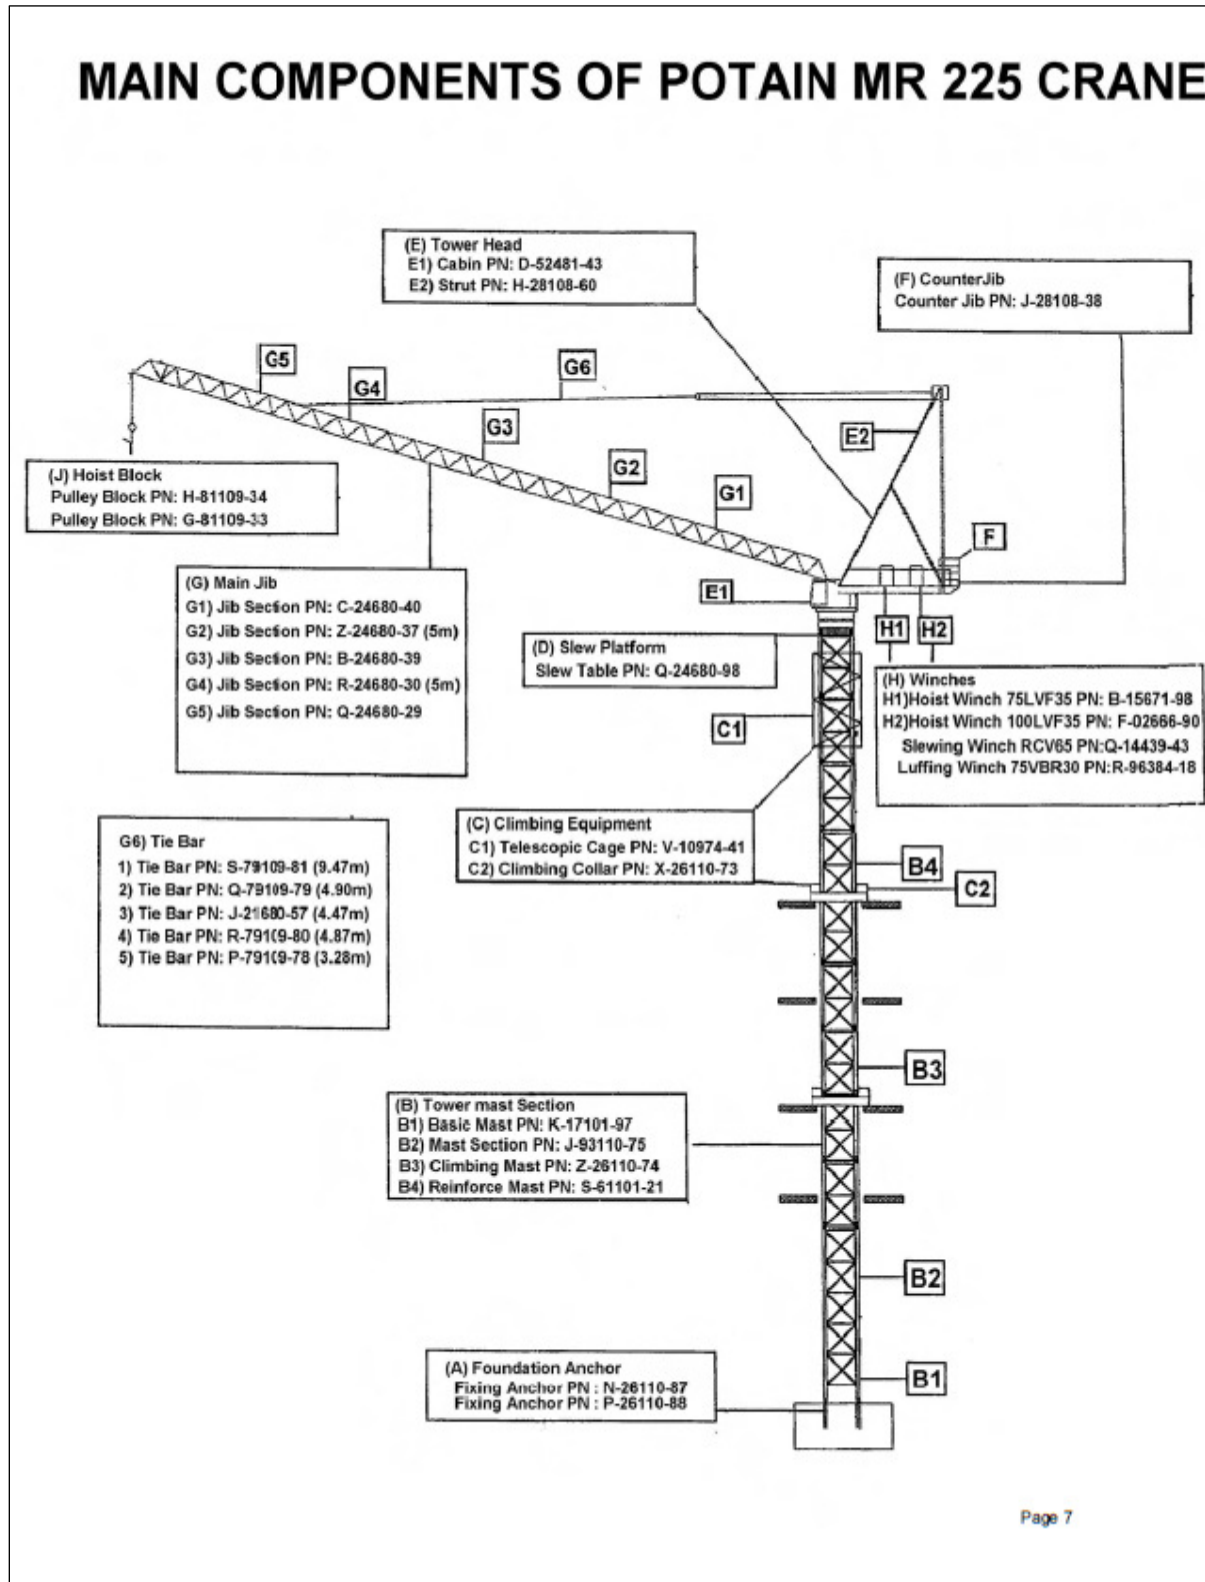 MAIN COMPONENTS OF POTAIN MR 225 CRANE
(E) Tower Head
E1) Cabin PN: D-52481-43
E2) Strut PN: H-28108-60
(F) CounterJib
Counter Jib PN: J-28108-38
G5
G4
G6
G3
G2
G1
E2
F
E1
H1
H2
(J) Hoist Block
Pulley Block PN: H-81109-34
Pulley Block PN: G-81109-33
(G) Main Jib
G1) Jib Section PN: C-24680-40
G2) Jib Section PN: Z-24680-37 (5m)
G3) Jib Section PN: B-24680-39
G4) Jib Section PN: R-24680-30 (5m)
G5) Jib Section PN: Q-24680-29
(D) Slew Platform
Slew Table PN: Q-24680-98
(H) Winches
H1)Hoist Winch 75LVF35 PN: B-15671-98
H2)Hoist Winch 100LVF35 PN: F-02666-90
Slewing Winch RCV65 PN:Q-14439-43
Luffing Winch 75VBR30 PN:R-96384-18
C1
G6) Tie Bar
1) Tie Bar PN: S-79109-81 (9.47m)
2) Tie Bar PN: Q-79109-79 (4.90m)
3) Tie Bar PN: J-21680-57 (4.47m)
4) Tie Bar PN: R-79109-80 (4.87m)
5) Tie Bar PN: P-79109-78 (3.28m)
(C) Climbing Equipment
C1) Telescopic Cage PN: V-10974-41
C2) Climbing Collar PN: X-26110-73
B4
C2
B3
(B) Tower mast Section
B1) Basic Mast PN: K-17101-97
B2) Mast Section PN: J-93110-75
B3) Climbing Mast PN: Z-26110-74
B4) Reinforce Mast PN: S-61101-21
B2
B1
(A) Foundation Anchor
Fixing Anchor PN : N-26110-87
Fixing Anchor PN : P-26110-88
Page 7